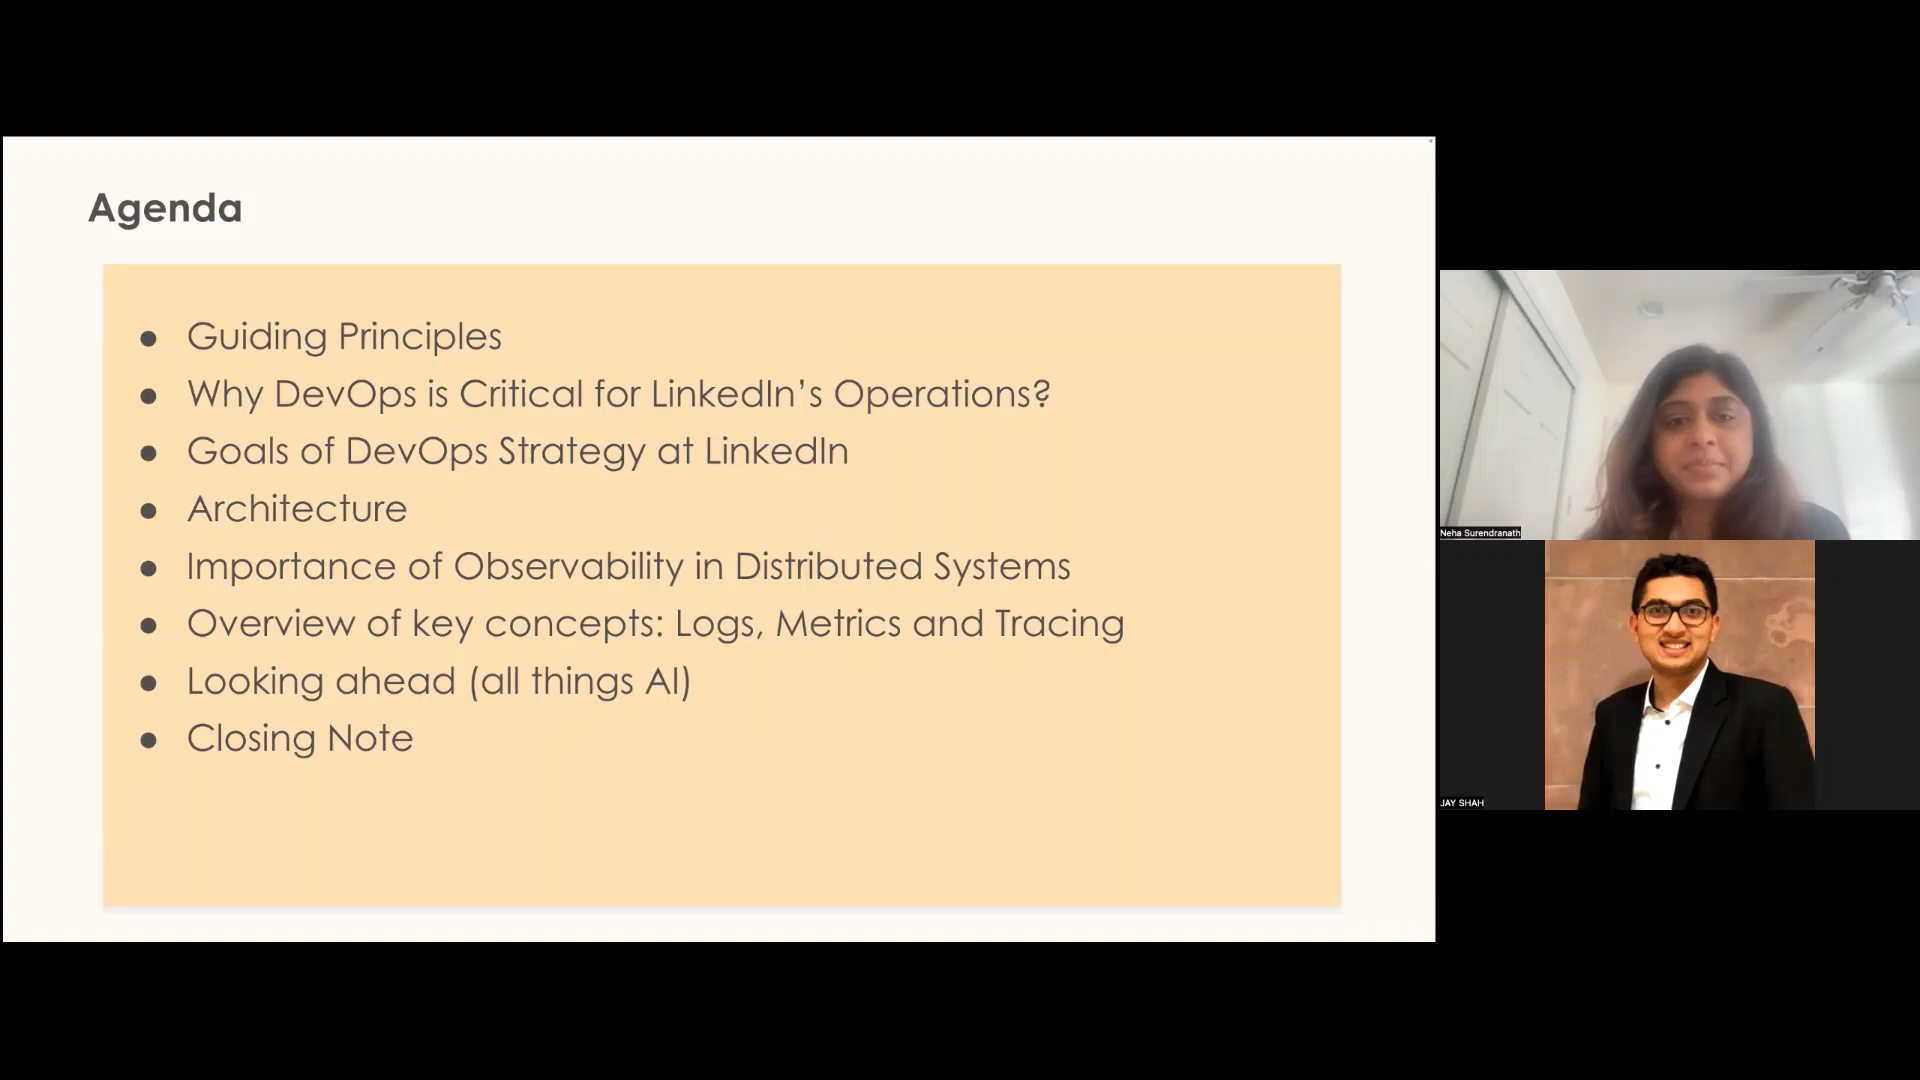 Agenda
● Guiding Principles
● Why DevOps is Critical for LinkedIn’s Operations?
● Goals of DevOps Strategy at LinkedIn
● Architecture
● Importance of Observability in Distributed Systems
● Overview of key concepts: Logs, Metrics and Tracing
● Looking ahead (all things AI)
● Closing Note
Neha Surendranath
JAY SHAH